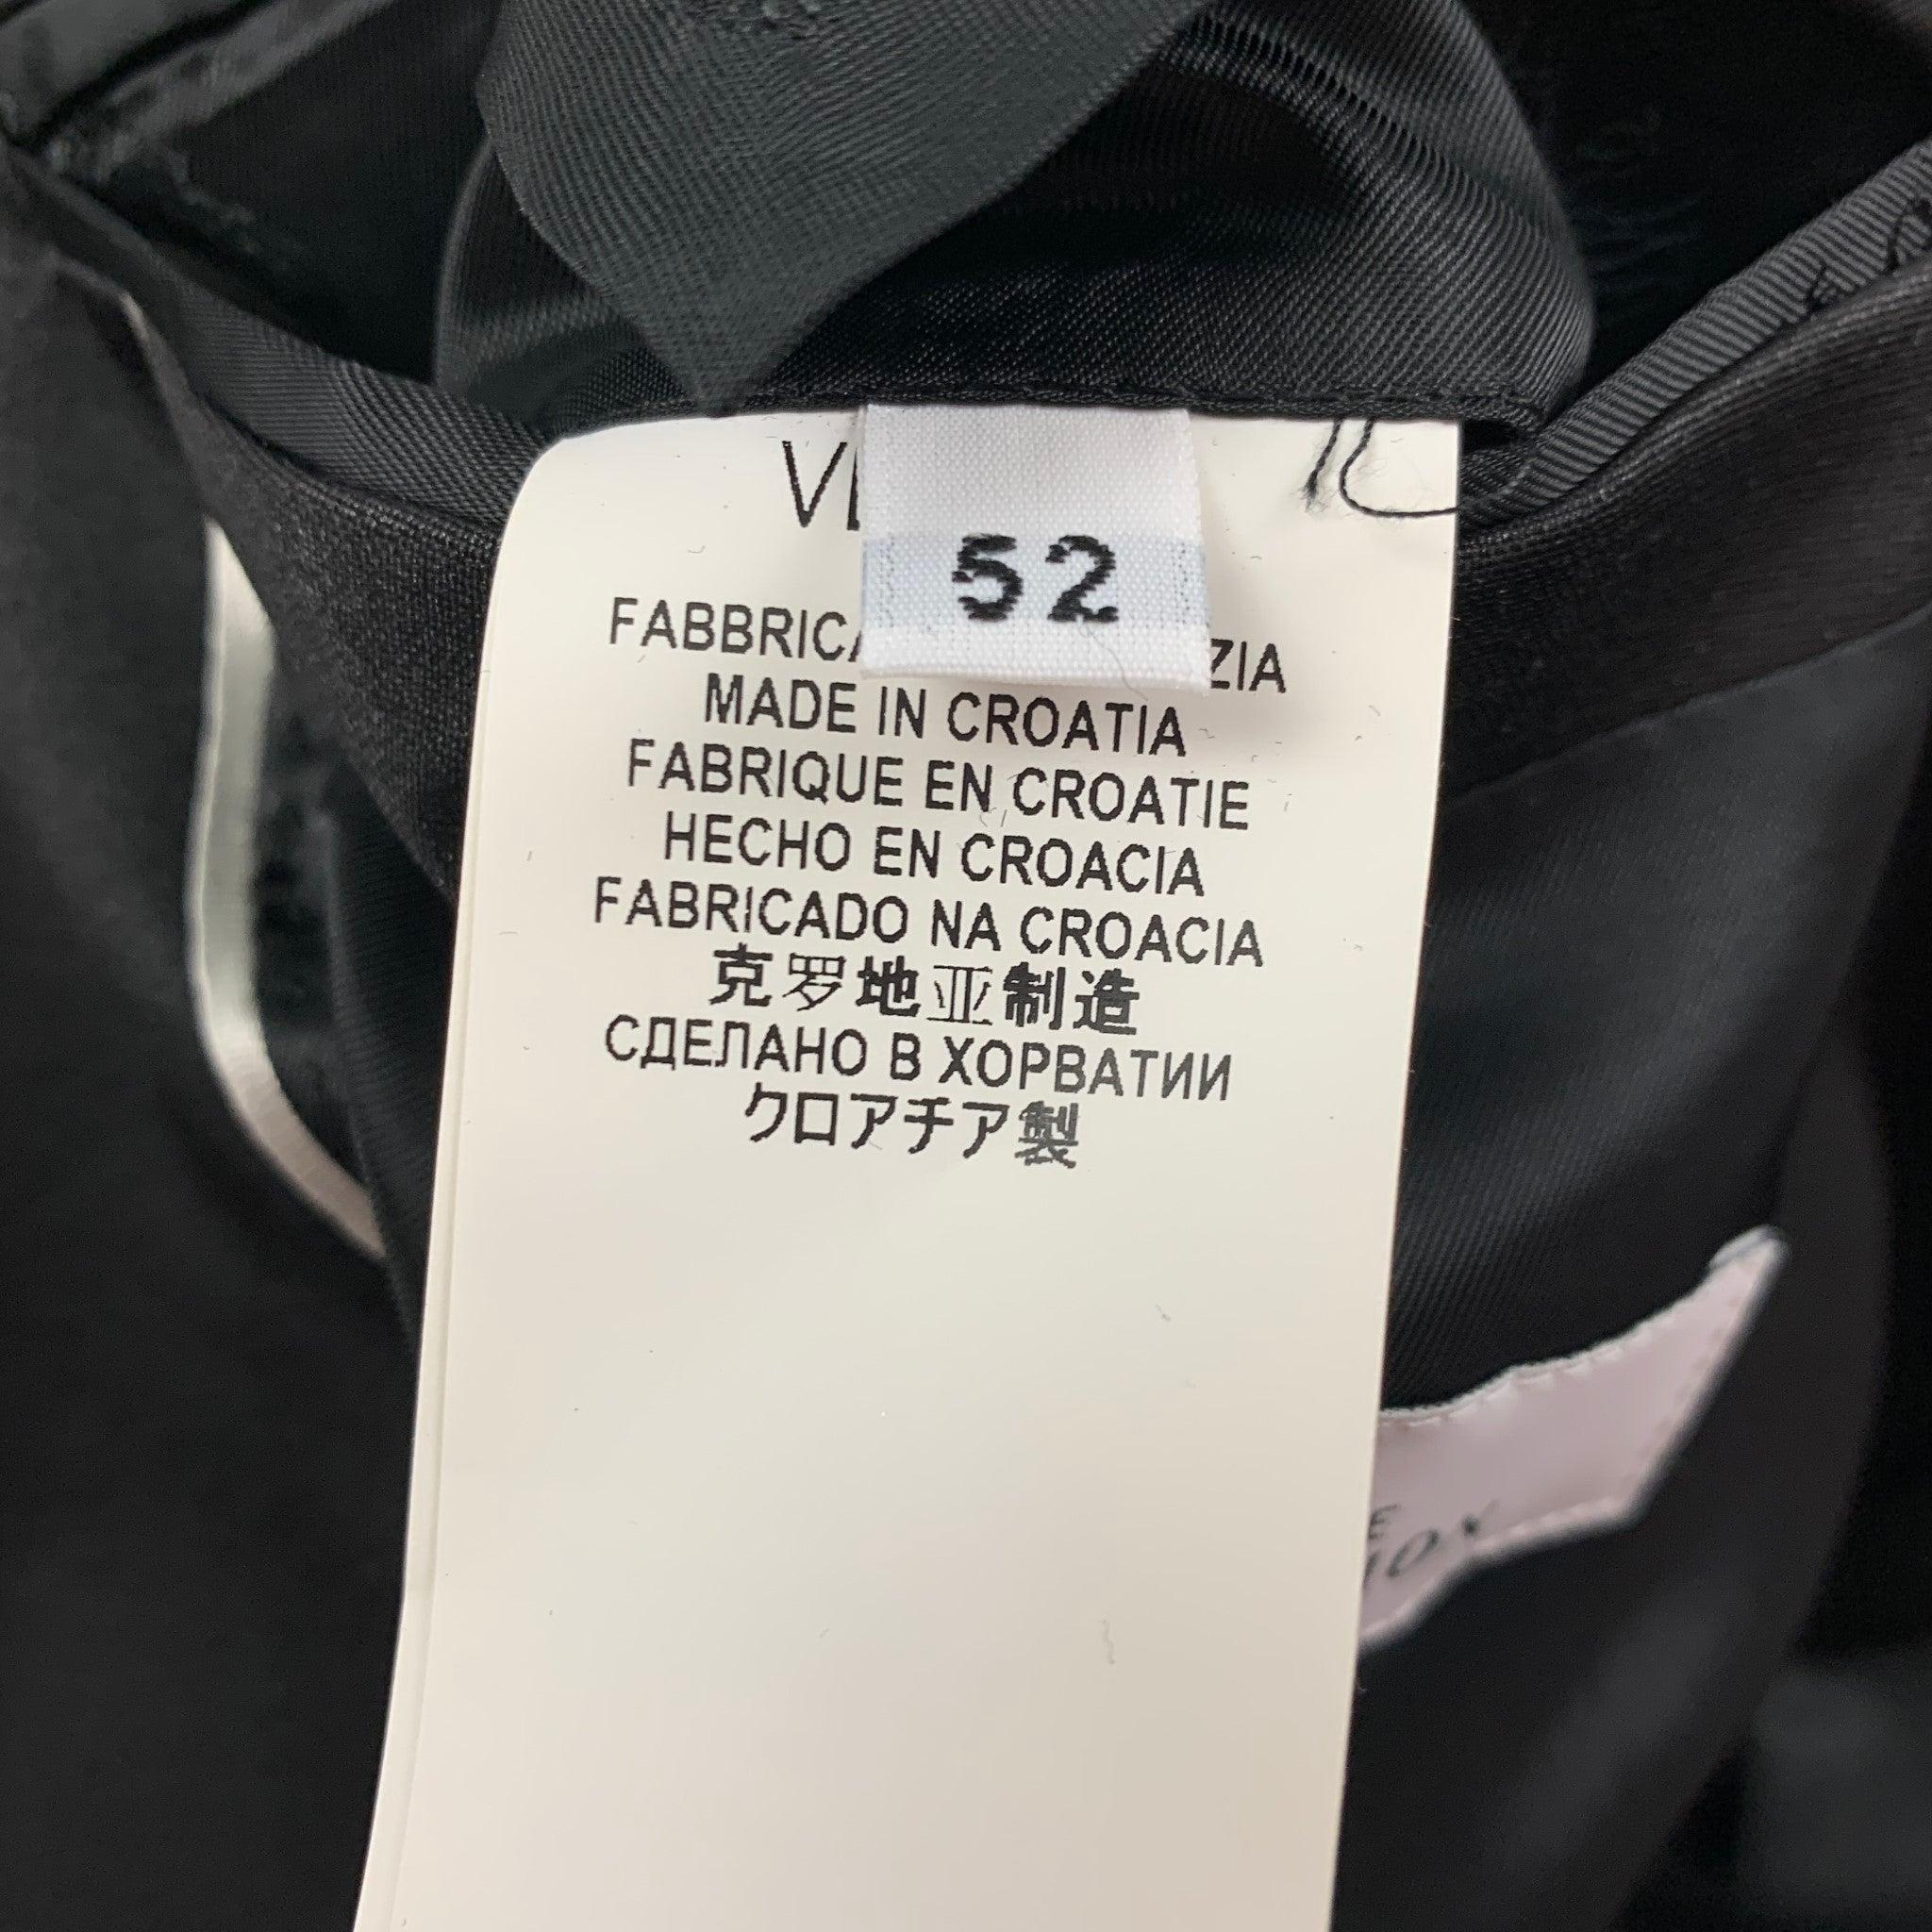 52
MADE IN CROATIA
FABRIQUE EN CROATIE
HECHO EN CROACIA
FABRICADO NA CROACIA
克罗地亚制造
СДЕЛАНО В ХОРВАТИИ
クロアチア製